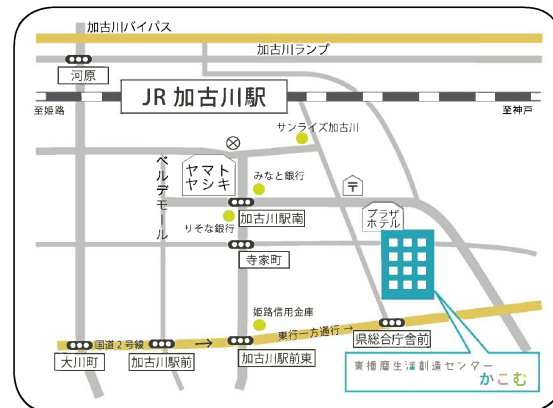 加古川バイパス
加古川ランプ
河原
JR 加古川駅
至姫路
至神戸
サンライズ加古川
ベルデモール
ヤマト
ヤシキ
みなと銀行
〒
りそな銀行
加古川駅南
プラザ
ホテル
寺家町
姫路信用金庫
国道2号線
→
東行一方通行→
大川町
加古川駅前
加古川駅前東
県総合庁舎前
東播磨生活創造センター
かこむ